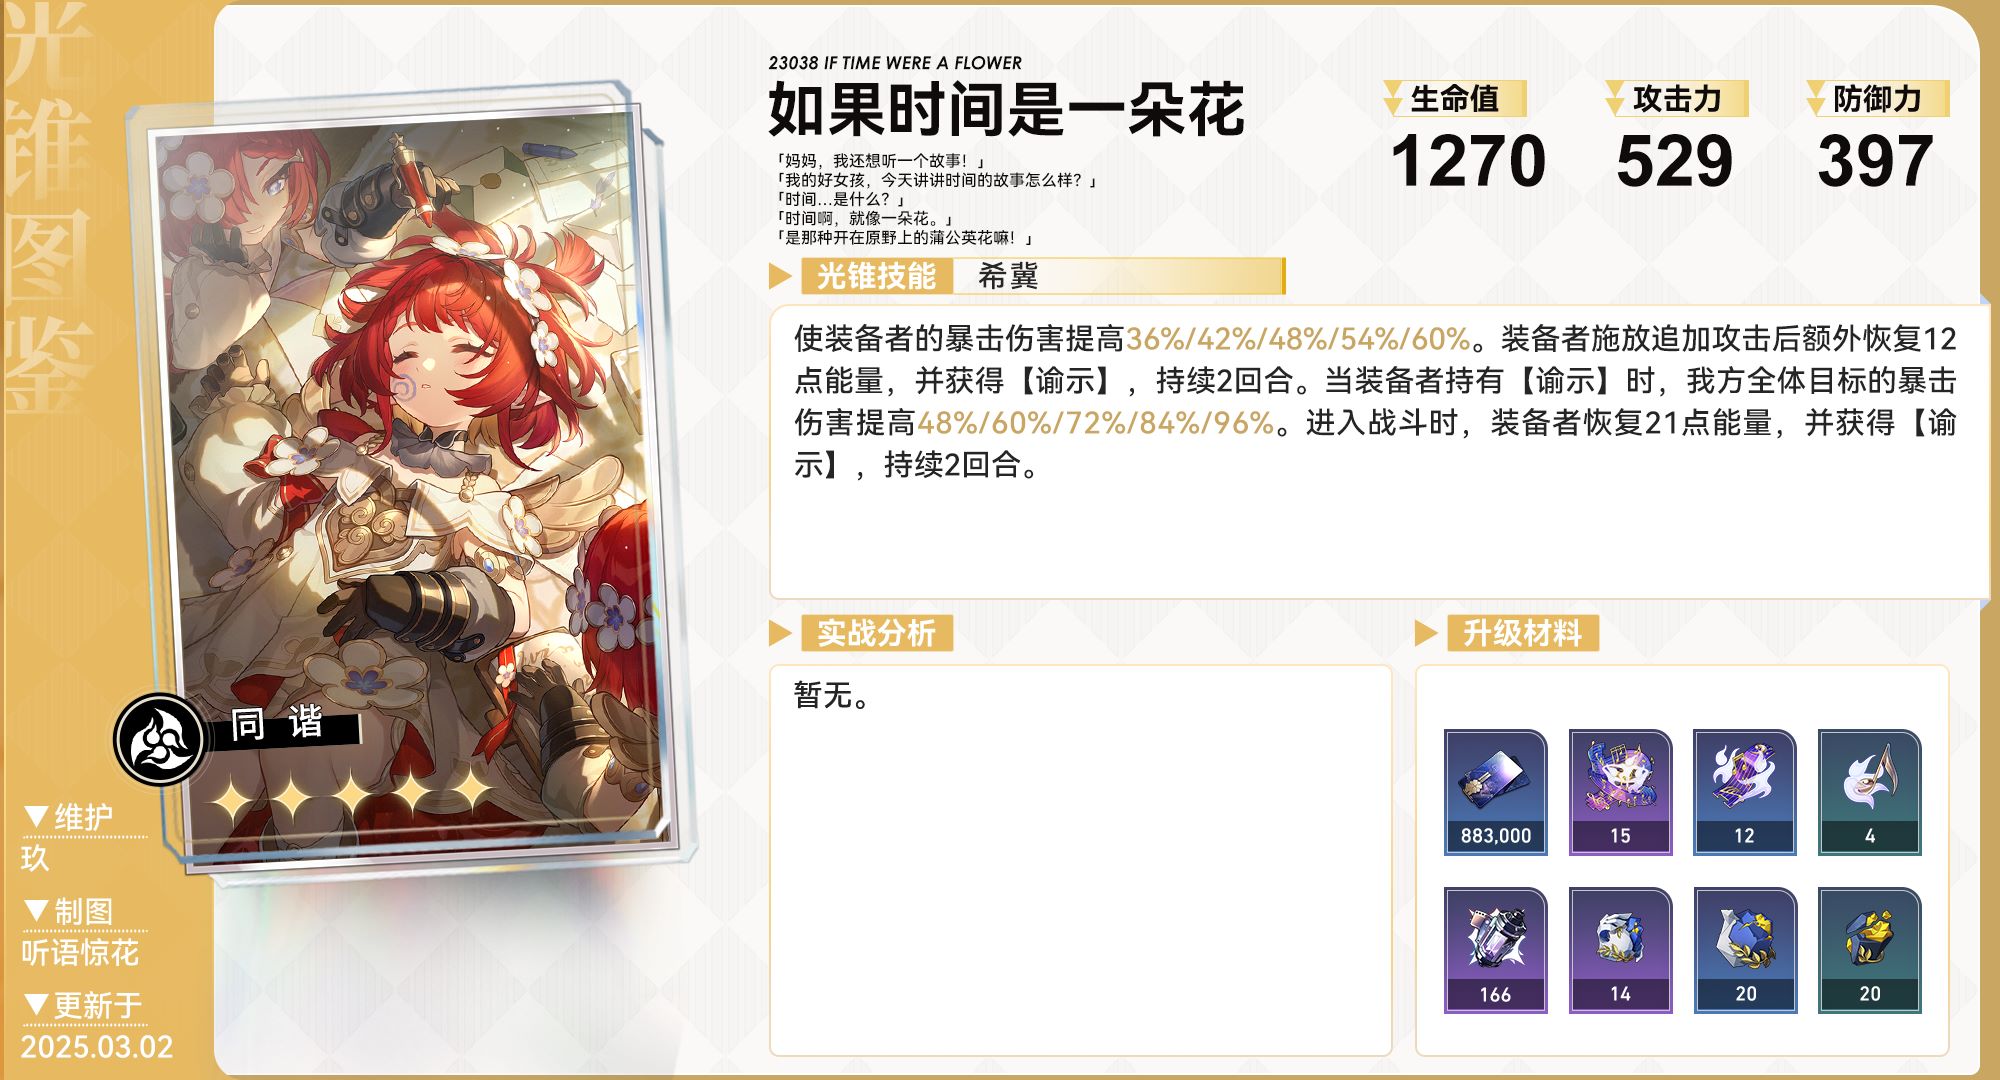 光锥图鉴
23038 IF TIME WERE A FLOWER
如果时间是一朵花
「妈妈，我还想听一个故事！」
「我的好女孩，今天讲讲时间的故事怎么样？」
「时间...是什么？」
「时间啊，就像一朵花。」
「是那种开在原野上的蒲公英花嘛！」
生命值
1270
攻击力
529
防御力
397
光锥技能
希冀
使装备者的暴击伤害提高36%/42%/48%/54%/60%。装备者施放追加攻击后额外恢复12
点能量，并获得【谕示】，持续2回合。当装备者持有【谕示】时，我方全体目标的暴击
伤害提高48%/60%/72%/84%/96%。进入战斗时，装备者恢复21点能量，并获得【谕
示】，持续2回合。
实战分析
暂无。
升级材料
883,000
15
12
4
166
14
20
20
同谐
▼维护
玖
▼制图
听语惊花
▼更新于
2025.03.02